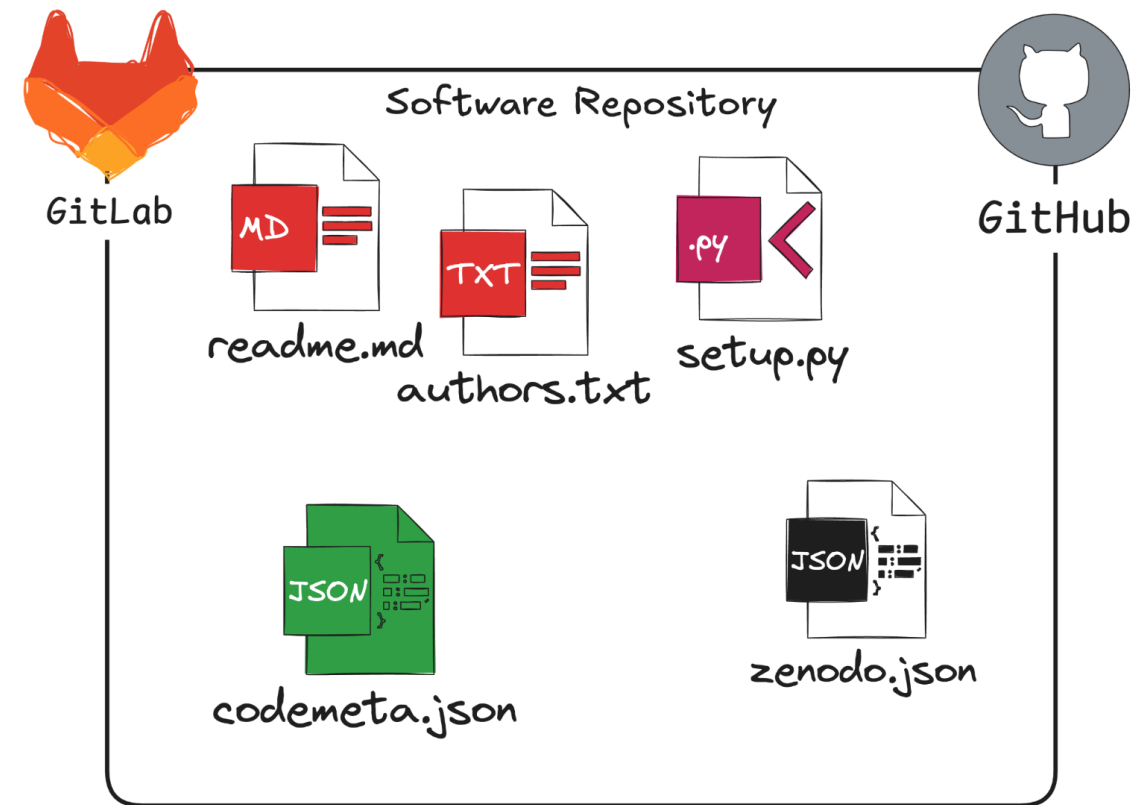 Software Repository
GitLab
GitHub
MD
TXT
.py
readme.md
authors.txt
setup.py
JSON
JSON
codemeta.json
zenodo.json